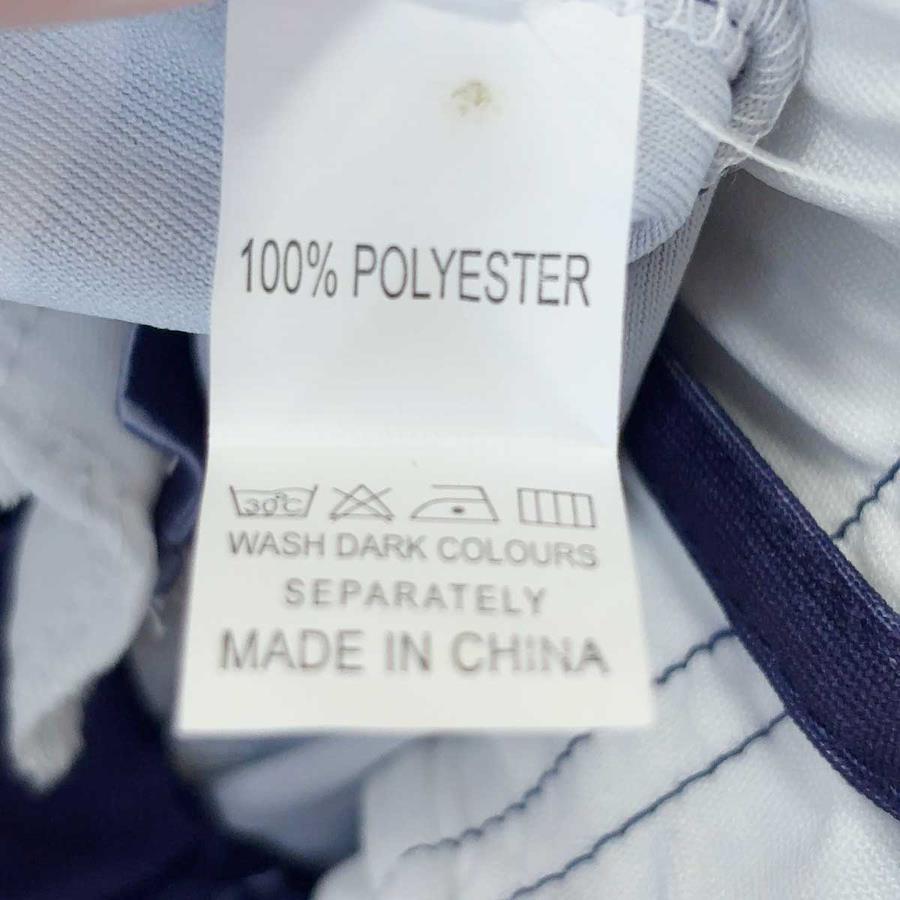 100% POLYESTER
30°C
WASH DARK COLOURS
SEPARATELY
MADE IN CHINA